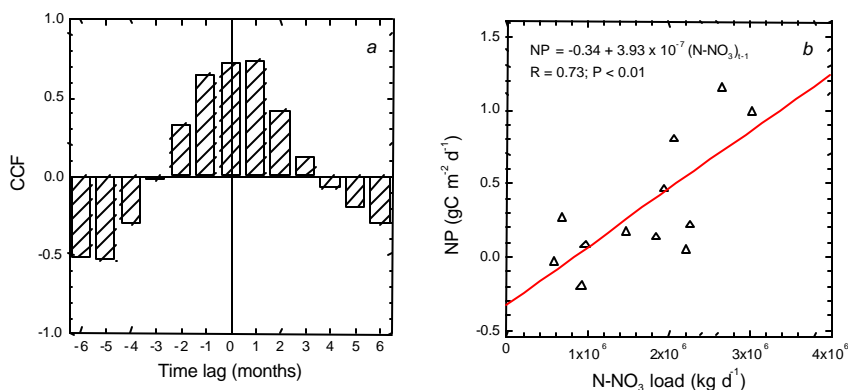 a
1.0
0.5
0.0
-0.5
-1.0
CCF
-6 -5 -4 -3 -2 -1 0 1 2 3 4 5 6
Time lag (months)
b
NP = -0.34 + 3.93 x 10⁻⁷ (N-NO₃)ₜ₋₁
R = 0.73; P < 0.01
1.5
1.0
0.5
0.0
-0.5
NP (gC m⁻² d⁻¹)
0 1x10⁶ 2x10⁶ 3x10⁶ 4x10⁶
N-NO₃ load (kg d⁻¹)